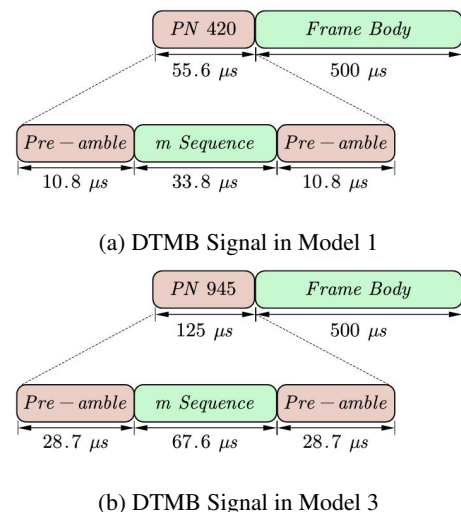 PN 420 Frame Body
55.6 μs 500 μs
Pre − amble m Sequence Pre − amble
10.8 μs 33.8 μs 10.8 μs
(a) DTMB Signal in Model 1
PN 945 Frame Body
125 μs 500 μs
Pre − amble m Sequence Pre − amble
28.7 μs 67.6 μs 28.7 μs
(b) DTMB Signal in Model 3